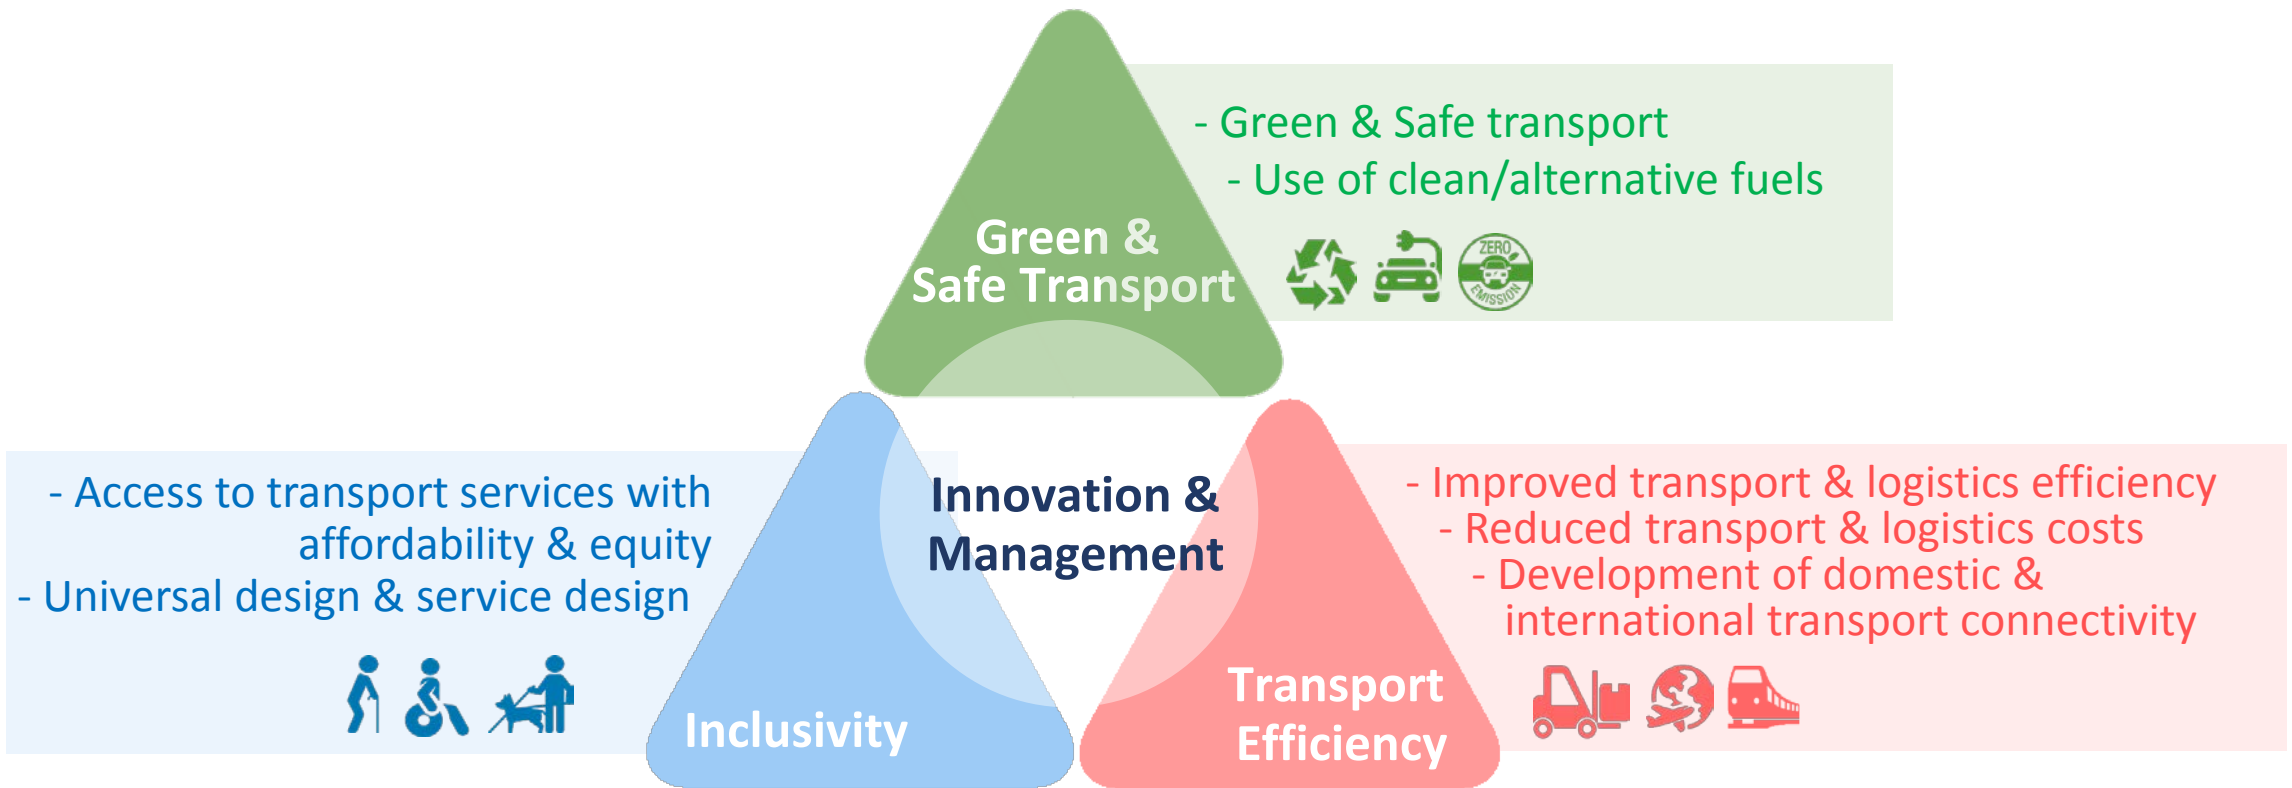 - Green & Safe transport
- Use of clean/alternative fuels
Green &
Safe Transport
ZERO
EMISSION
- Access to transport services with
affordability & equity
- Universal design & service design
Inclusivity
Innovation &
Management
- Improved transport & logistics efficiency
- Reduced transport & logistics costs
- Development of domestic &
international transport connectivity
Transport
Efficiency